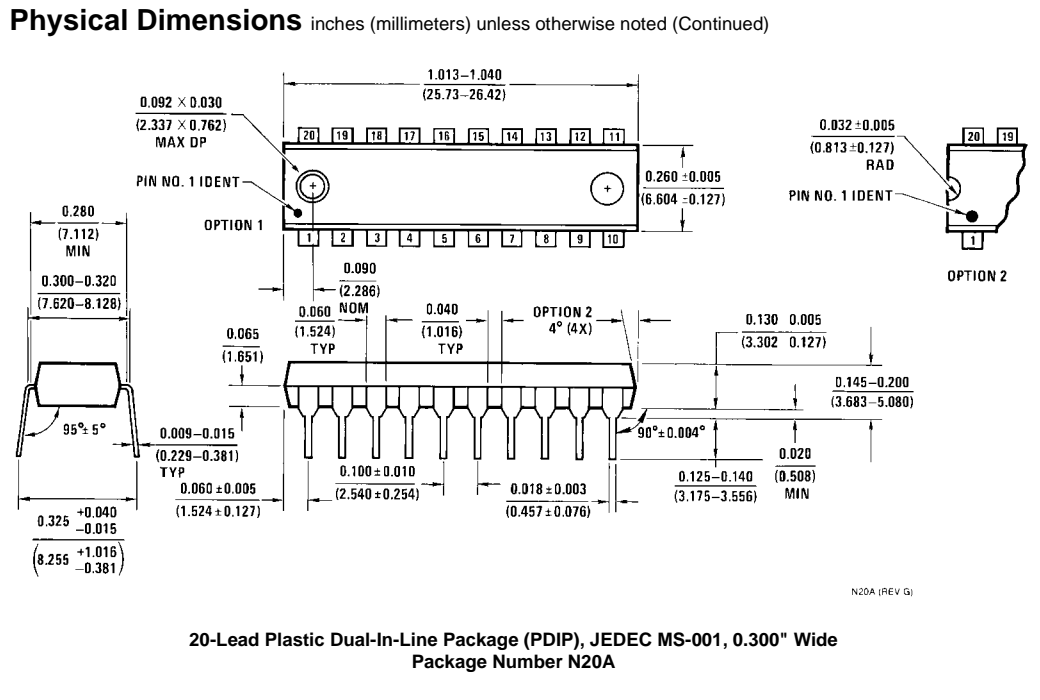 Physical Dimensions inches (millimeters) unless otherwise noted (Continued)
1.013–1.040
(25.73–26.42)
0.092 × 0.030
(2.337 × 0.762)
MAX DP
20 19 18 17 16 15 14 13 12 11
PIN NO. 1 IDENT
OPTION 1
1 2 3 4 5 6 7 8 9 10
0.260 ±0.005
(6.604 ±0.127)
0.032 ±0.005
(0.813 ±0.127)
RAD
20 19
PIN NO. 1 IDENT
1
OPTION 2
0.280
(7.112)
MIN
0.300–0.320
(7.620–8.128)
0.090
(2.286)
NOM
0.060
(1.524)
TYP
0.040
(1.016)
TYP
OPTION 2
4° (4X)
0.065
(1.651)
0.130 0.005
(3.302 0.127)
0.145–0.200
(3.683–5.080)
95°± 5°
0.009–0.015
(0.229–0.381)
TYP
90°±0.004°
0.020
(0.508)
MIN
0.125–0.140
(3.175–3.556)
0.100 ±0.010
(2.540 ±0.254)
0.018 ±0.003
(0.457 ±0.076)
0.060 ±0.005
(1.524 ±0.127)
0.325 +0.040
−0.015
(8.255 +1.016
−0.381)
N20A (REV G)
20-Lead Plastic Dual-In-Line Package (PDIP), JEDEC MS-001, 0.300" Wide
Package Number N20A